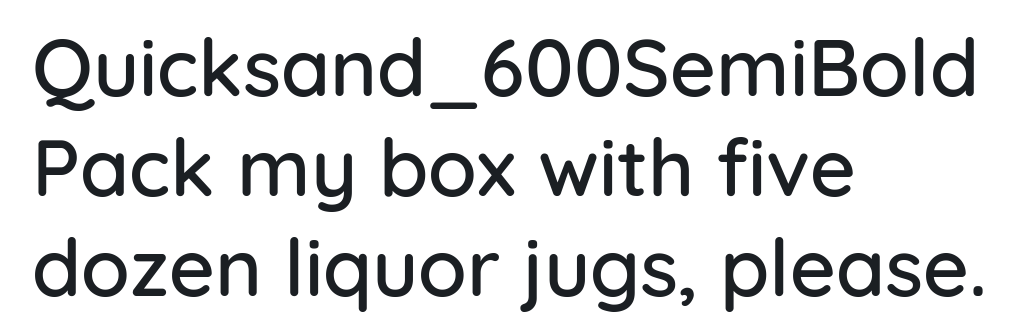 Quicksand_600SemiBold
Pack my box with five
dozen liquor jugs, please.